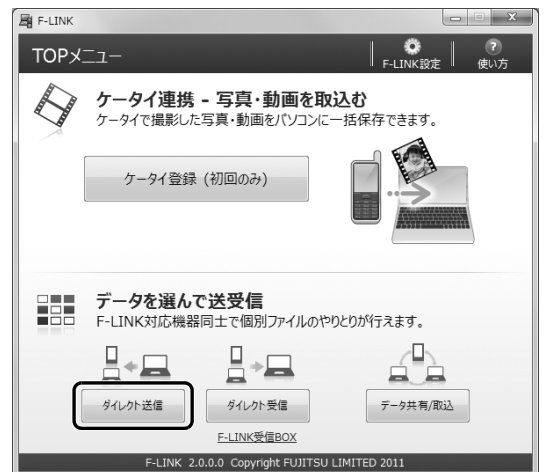 F-LINK
TOPメニュー
F-LINK設定
? 使い方
ケータイ連携 - 写真・動画を取込む
ケータイで撮影した写真・動画をパソコンに一括保存できます。
ケータイ登録 (初回のみ)
データを選んで送受信
F-LINK対応機器同士で個別ファイルのやりとりが行えます。
ダイレクト送信
ダイレクト受信
データ共有/取込
F-LINK受信BOX
F-LINK 2.0.0.0 Copyright FUJITSU LIMITED 2011